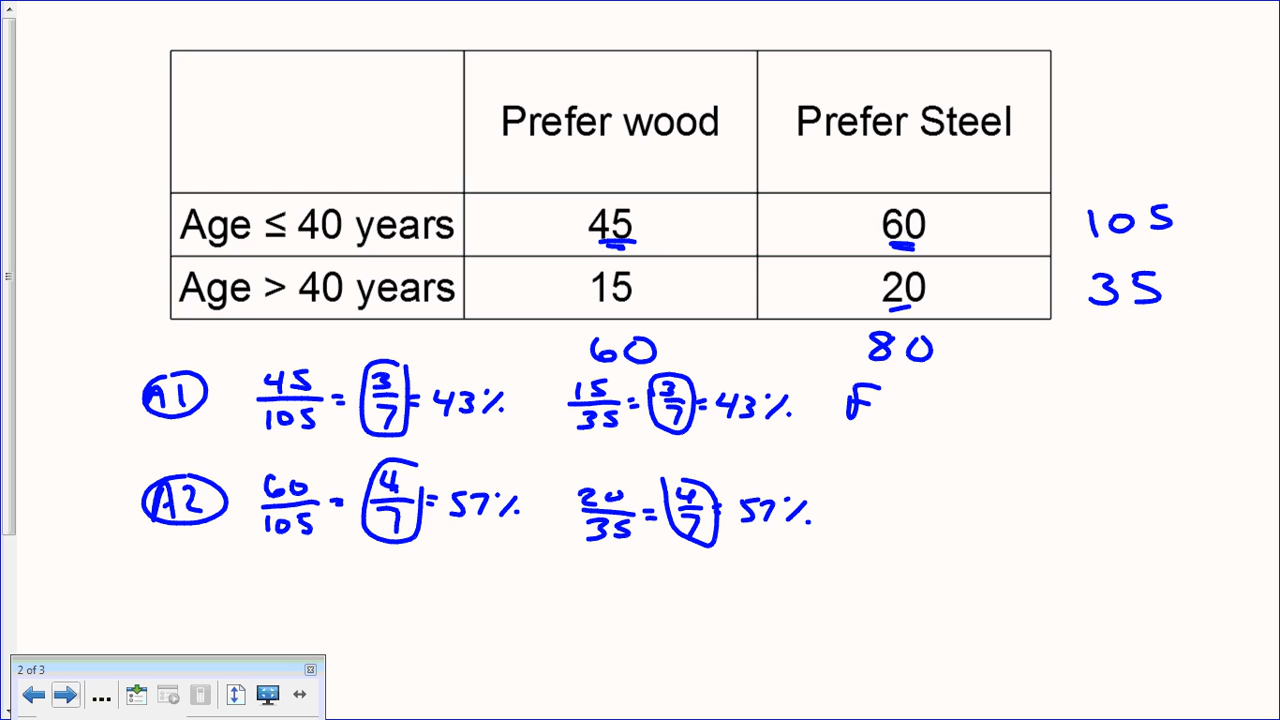 Prefer wood Prefer Steel
Age ≤ 40 years 45 60 105
Age > 40 years 15 20 35
60 80
A1 45/105 = 3/7 = 43% 15/35 = 3/7 = 43% F
A2 60/105 = 4/7 = 57% 20/35 = 4/7 = 57%
2 of 3